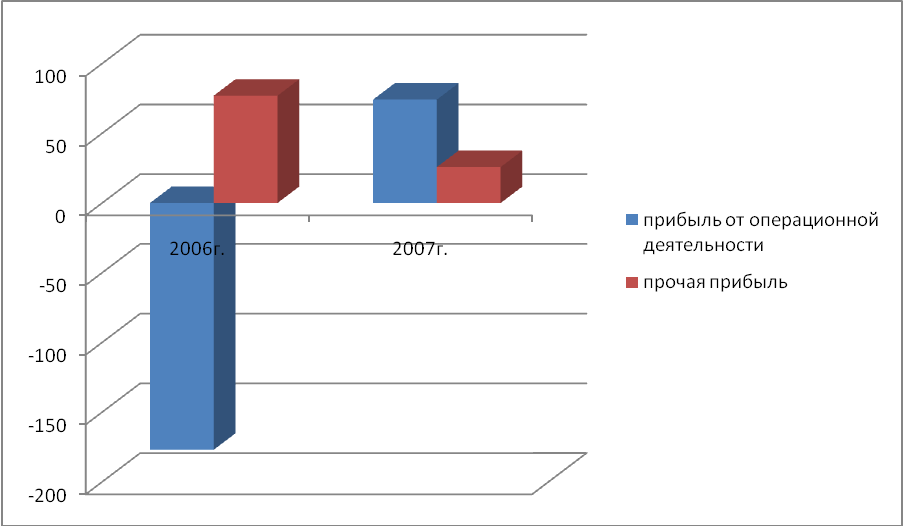 100
50
0
-50
-100
-150
-200
2006г.
2007г.
прибыль от операционной
деятельности
прочая прибыль